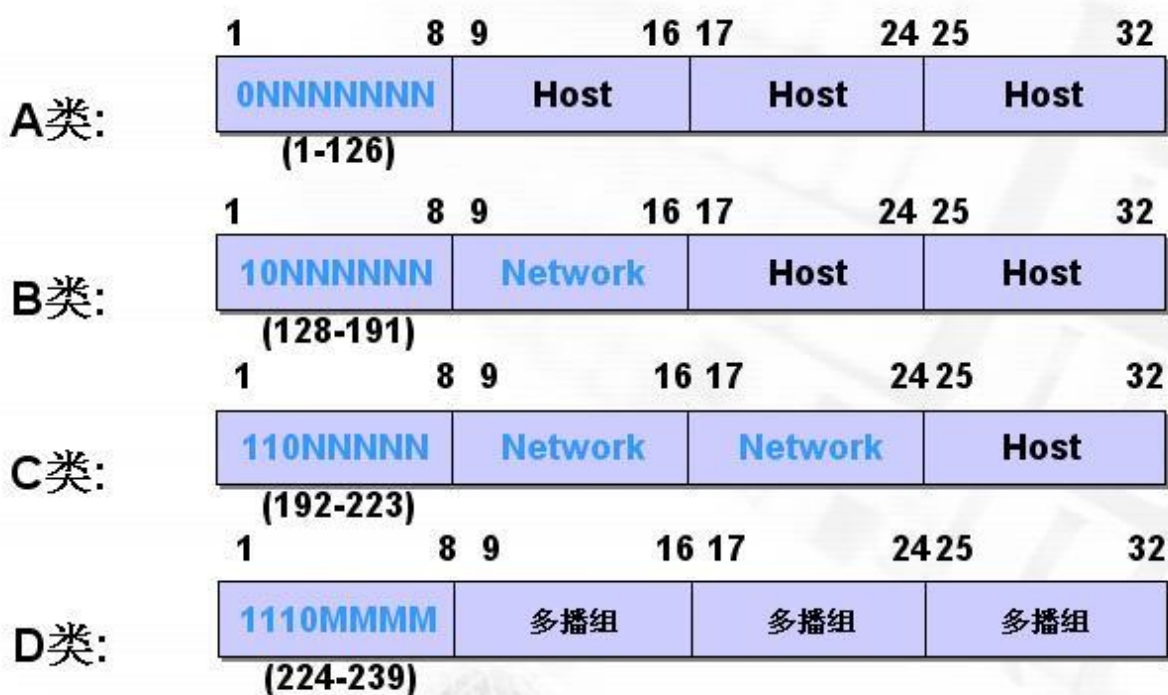 1 8 9 16 17 24 25 32
A类: 0NNNNNNN Host Host Host
(1-126)
1 8 9 16 17 24 25 32
B类: 10NNNNNN Network Host Host
(128-191)
1 8 9 16 17 24 25 32
C类: 110NNNNN Network Network Host
(192-223)
1 8 9 16 17 24 25 32
D类: 1110MMMM 多播组 多播组 多播组
(224-239)